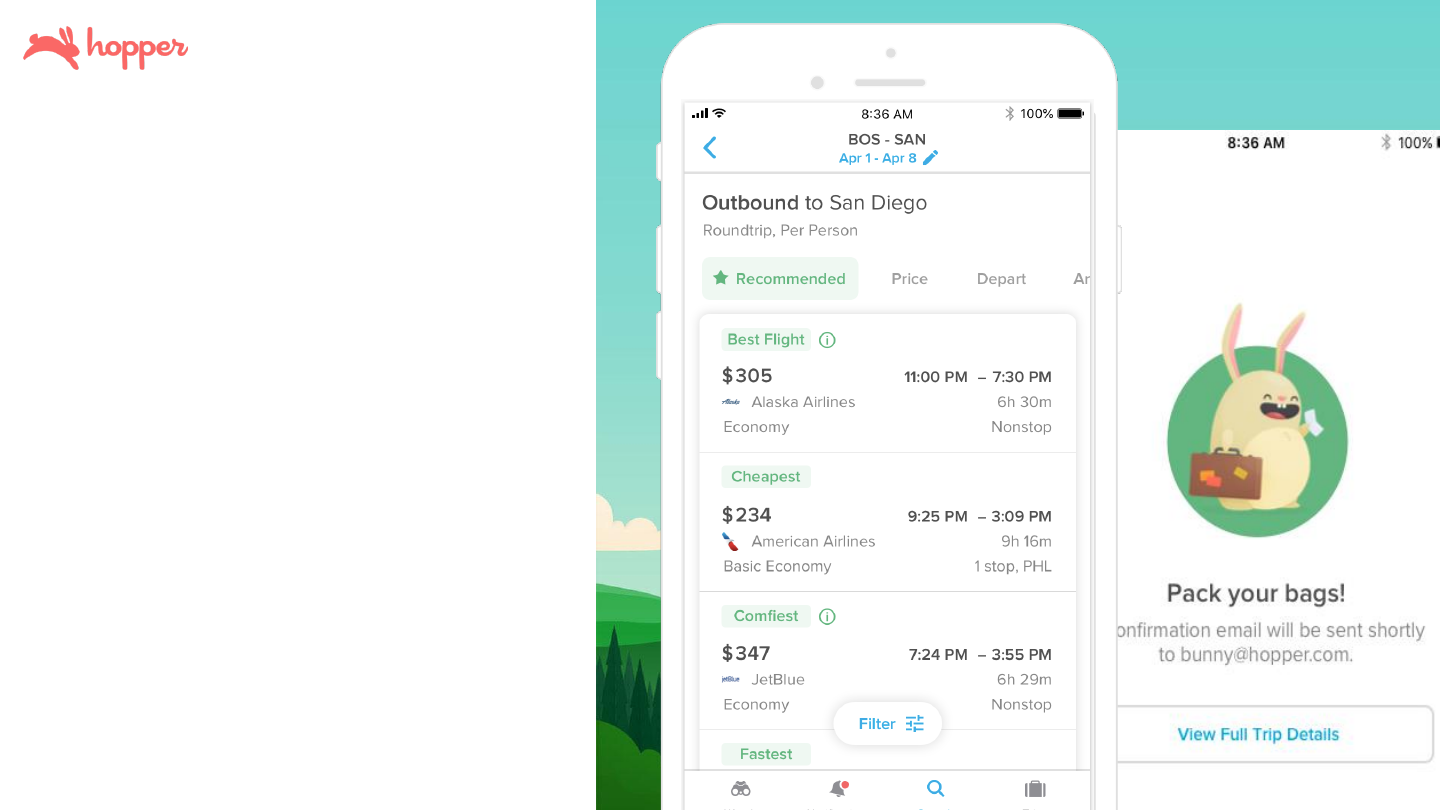 hopper
8:36 AM
100%
BOS - SAN
Apr 1 - Apr 8
Outbound to San Diego
Roundtrip, Per Person
Recommended Price Depart
Best Flight
$305 11:00 PM – 7:30 PM
Alaska Airlines 6h 30m
Economy Nonstop
Cheapest
$234 9:25 PM – 3:09 PM
American Airlines 9h 16m
Basic Economy 1 stop, PHL
Comfiest
$347 7:24 PM – 3:55 PM
jetBlue JetBlue 6h 29m
Economy Nonstop
Filter
Fastest
8:36 AM 100%
Pack your bags!
onfirmation email will be sent shortly
to bunny@hopper.com.
View Full Trip Details